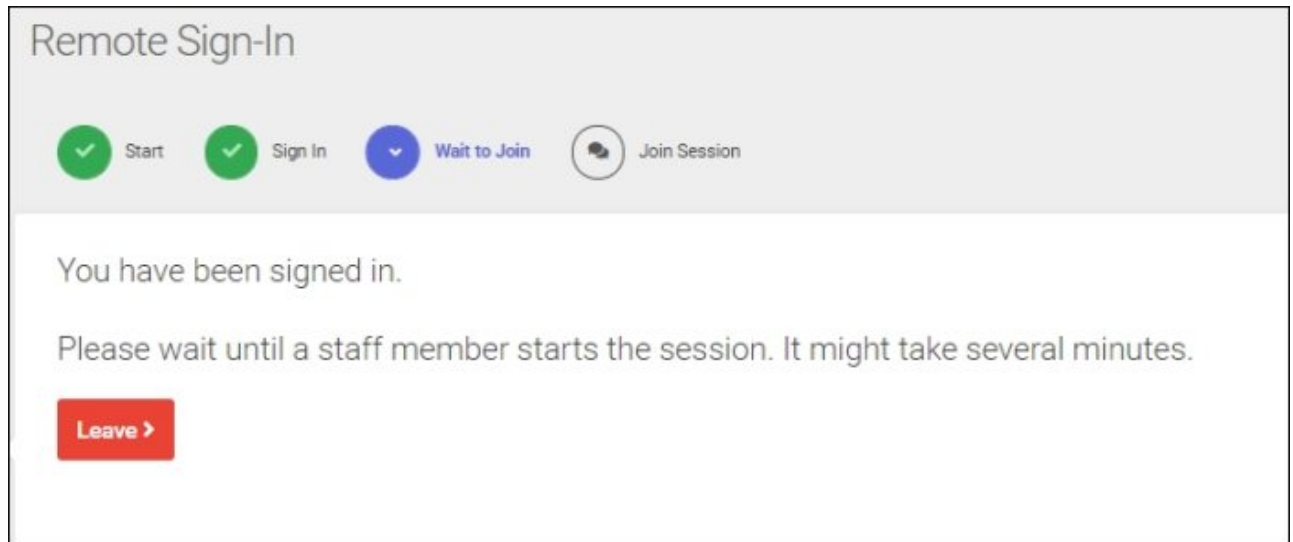 Remote Sign-In
Start Sign In Wait to Join Join Session
You have been signed in.
Please wait until a staff member starts the session. It might take several minutes.
Leave >